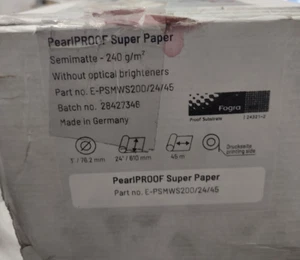 PearlPROOF Super Paper
Semimatte - 240 g/m²
Without optical brighteners
Part no. E-PSMWS200/24/45
Batch no. 28427346
Made in Germany
Fogra
Proof Substrate
3" / 76,2 mm
24" / 610 mm
45 m
Druckseite
printing side
PearlPROOF Super Paper
Part no. E-PSMWS200/24/45